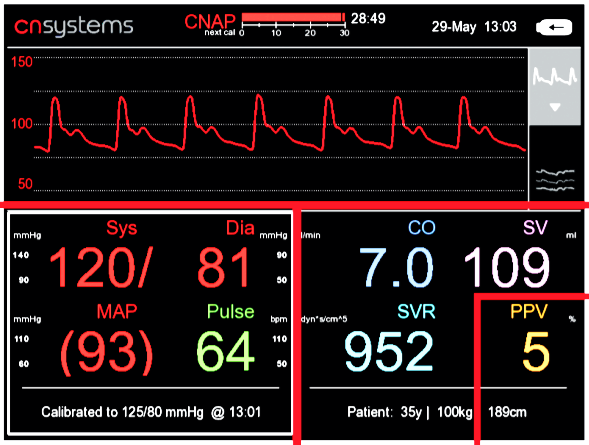 cnsystems
CNAP 28:49
next cal 0 10 20 30
29-May 13:03
150
100
50
Sys Dia
mmHg 120/ 81 mmHg
140 90
90 50
MAP Pulse
mmHg (93) 64 bpm
110 110
60 50
Calibrated to 125/80 mmHg @ 13:01
CO SV
l/min 7.0 109 ml
SVR PPV
dyn*s/cm^5 952 5 %
Patient: 35y | 100kg 189cm